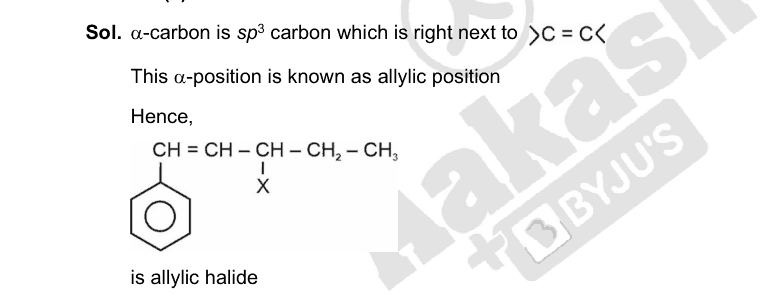 Sol. α-carbon is sp³ carbon which is right next to >C = C<
This α-position is known as allylic position
Hence,
CH = CH – CH – CH₂ – CH₃
X
is allylic halide
Aakash
+ BYJU'S